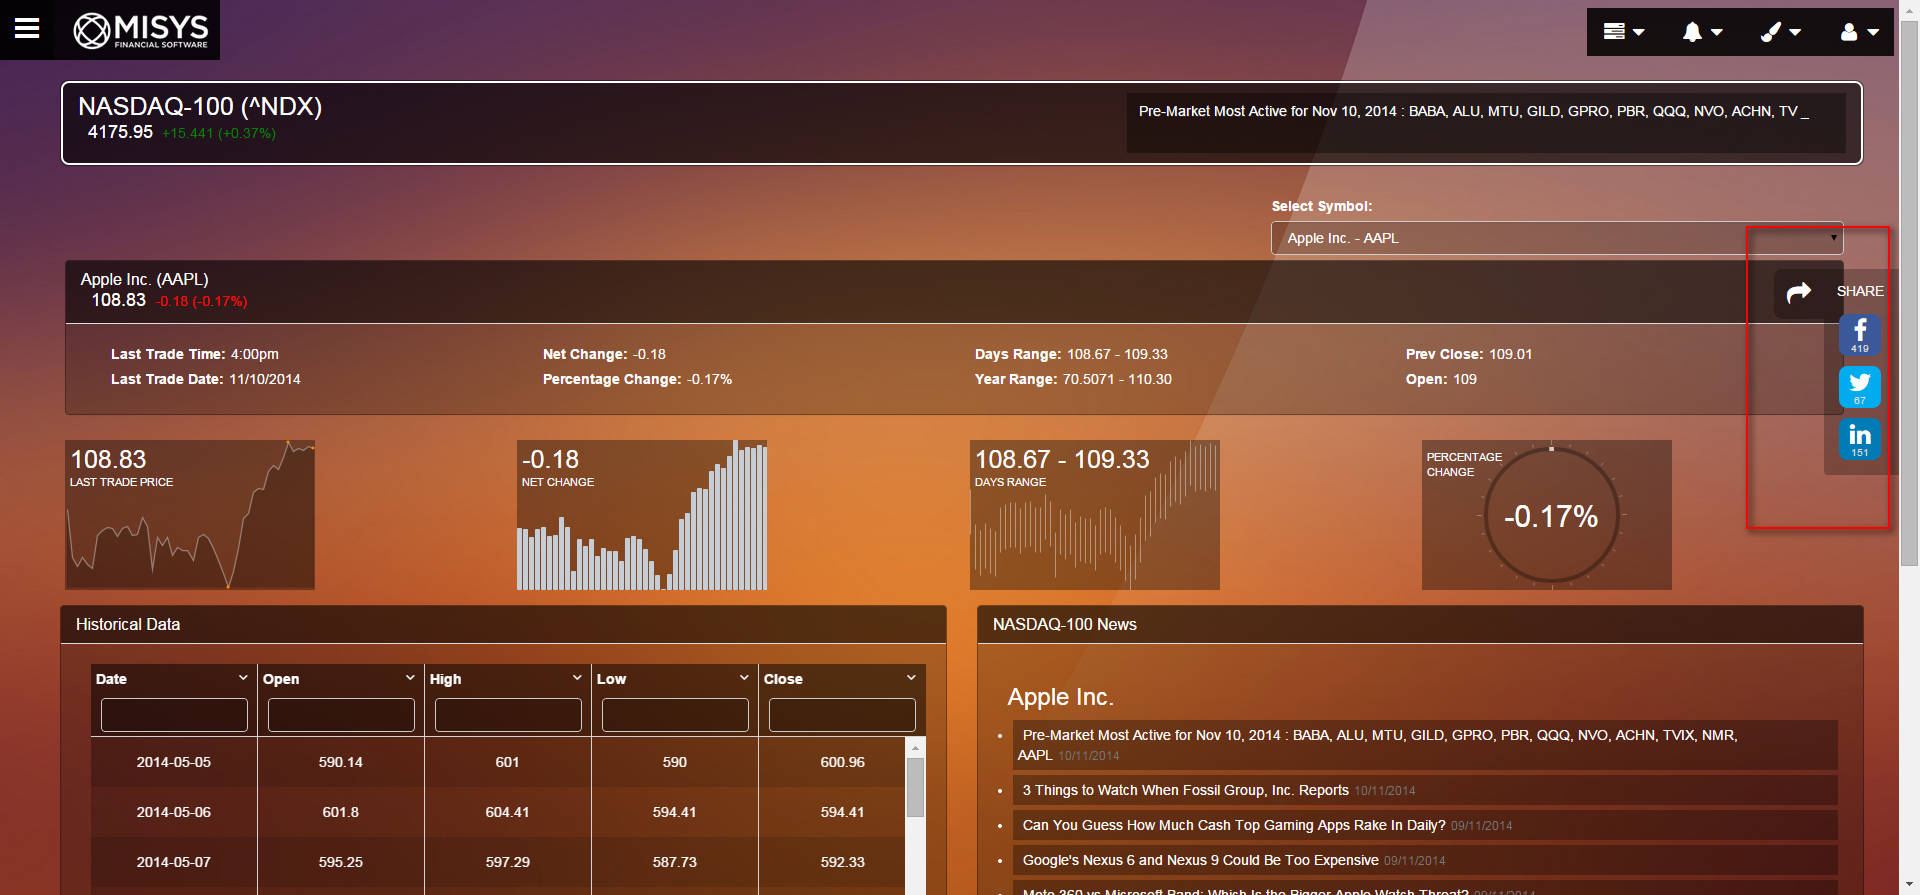 MISYS
FINANCIAL SOFTWARE
NASDAQ-100 (^NDX)
4175.95 +15.441 (+0.37%)
Pre-Market Most Active for Nov 10, 2014 : BABA, ALU, MTU, GILD, GPRO, PBR, QQQ, NVO, ACHN, TV _
Select Symbol:
Apple Inc. - AAPL
Apple Inc. (AAPL)
108.83 -0.18 (-0.17%)
SHARE
419
67
151
Last Trade Time: 4:00pm
Last Trade Date: 11/10/2014
Net Change: -0.18
Percentage Change: -0.17%
Days Range: 108.67 - 109.33
Year Range: 70.5071 - 110.30
Prev Close: 109.01
Open: 109
108.83
LAST TRADE PRICE
-0.18
NET CHANGE
108.67 - 109.33
DAYS RANGE
PERCENTAGE
CHANGE
-0.17%
Historical Data
Date Open High Low Close
2014-05-05 590.14 601 590 600.96
2014-05-06 601.8 604.41 594.41 594.41
2014-05-07 595.25 597.29 587.73 592.33
NASDAQ-100 News
Apple Inc.
Pre-Market Most Active for Nov 10, 2014 : BABA, ALU, MTU, GILD, GPRO, PBR, QQQ, NVO, ACHN, TVIX, NMR,
AAPL 10/11/2014
3 Things to Watch When Fossil Group, Inc. Reports 10/11/2014
Can You Guess How Much Cash Top Gaming Apps Rake In Daily? 09/11/2014
Google's Nexus 6 and Nexus 9 Could Be Too Expensive 09/11/2014
Moto 360 vs Microsoft Band: Which Is the Bigger Apple Watch Threat? 09/11/2014